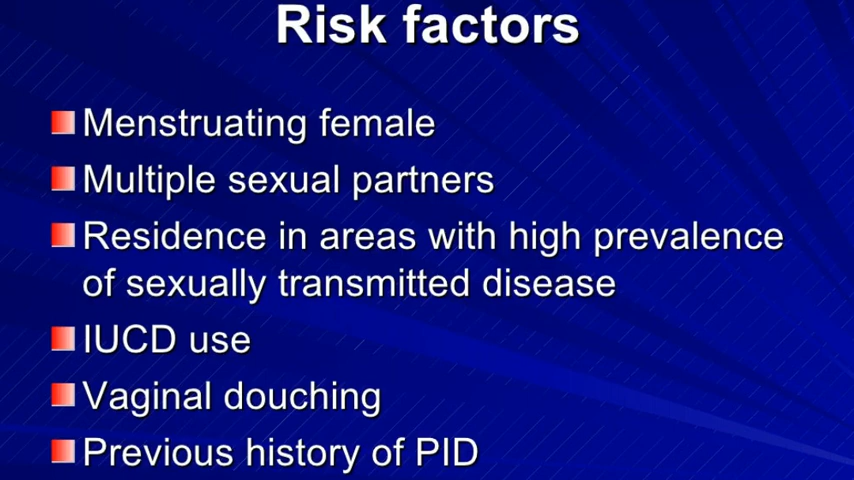 Risk factors
Menstruating female
Multiple sexual partners
Residence in areas with high prevalence
of sexually transmitted disease
IUCD use
Vaginal douching
Previous history of PID